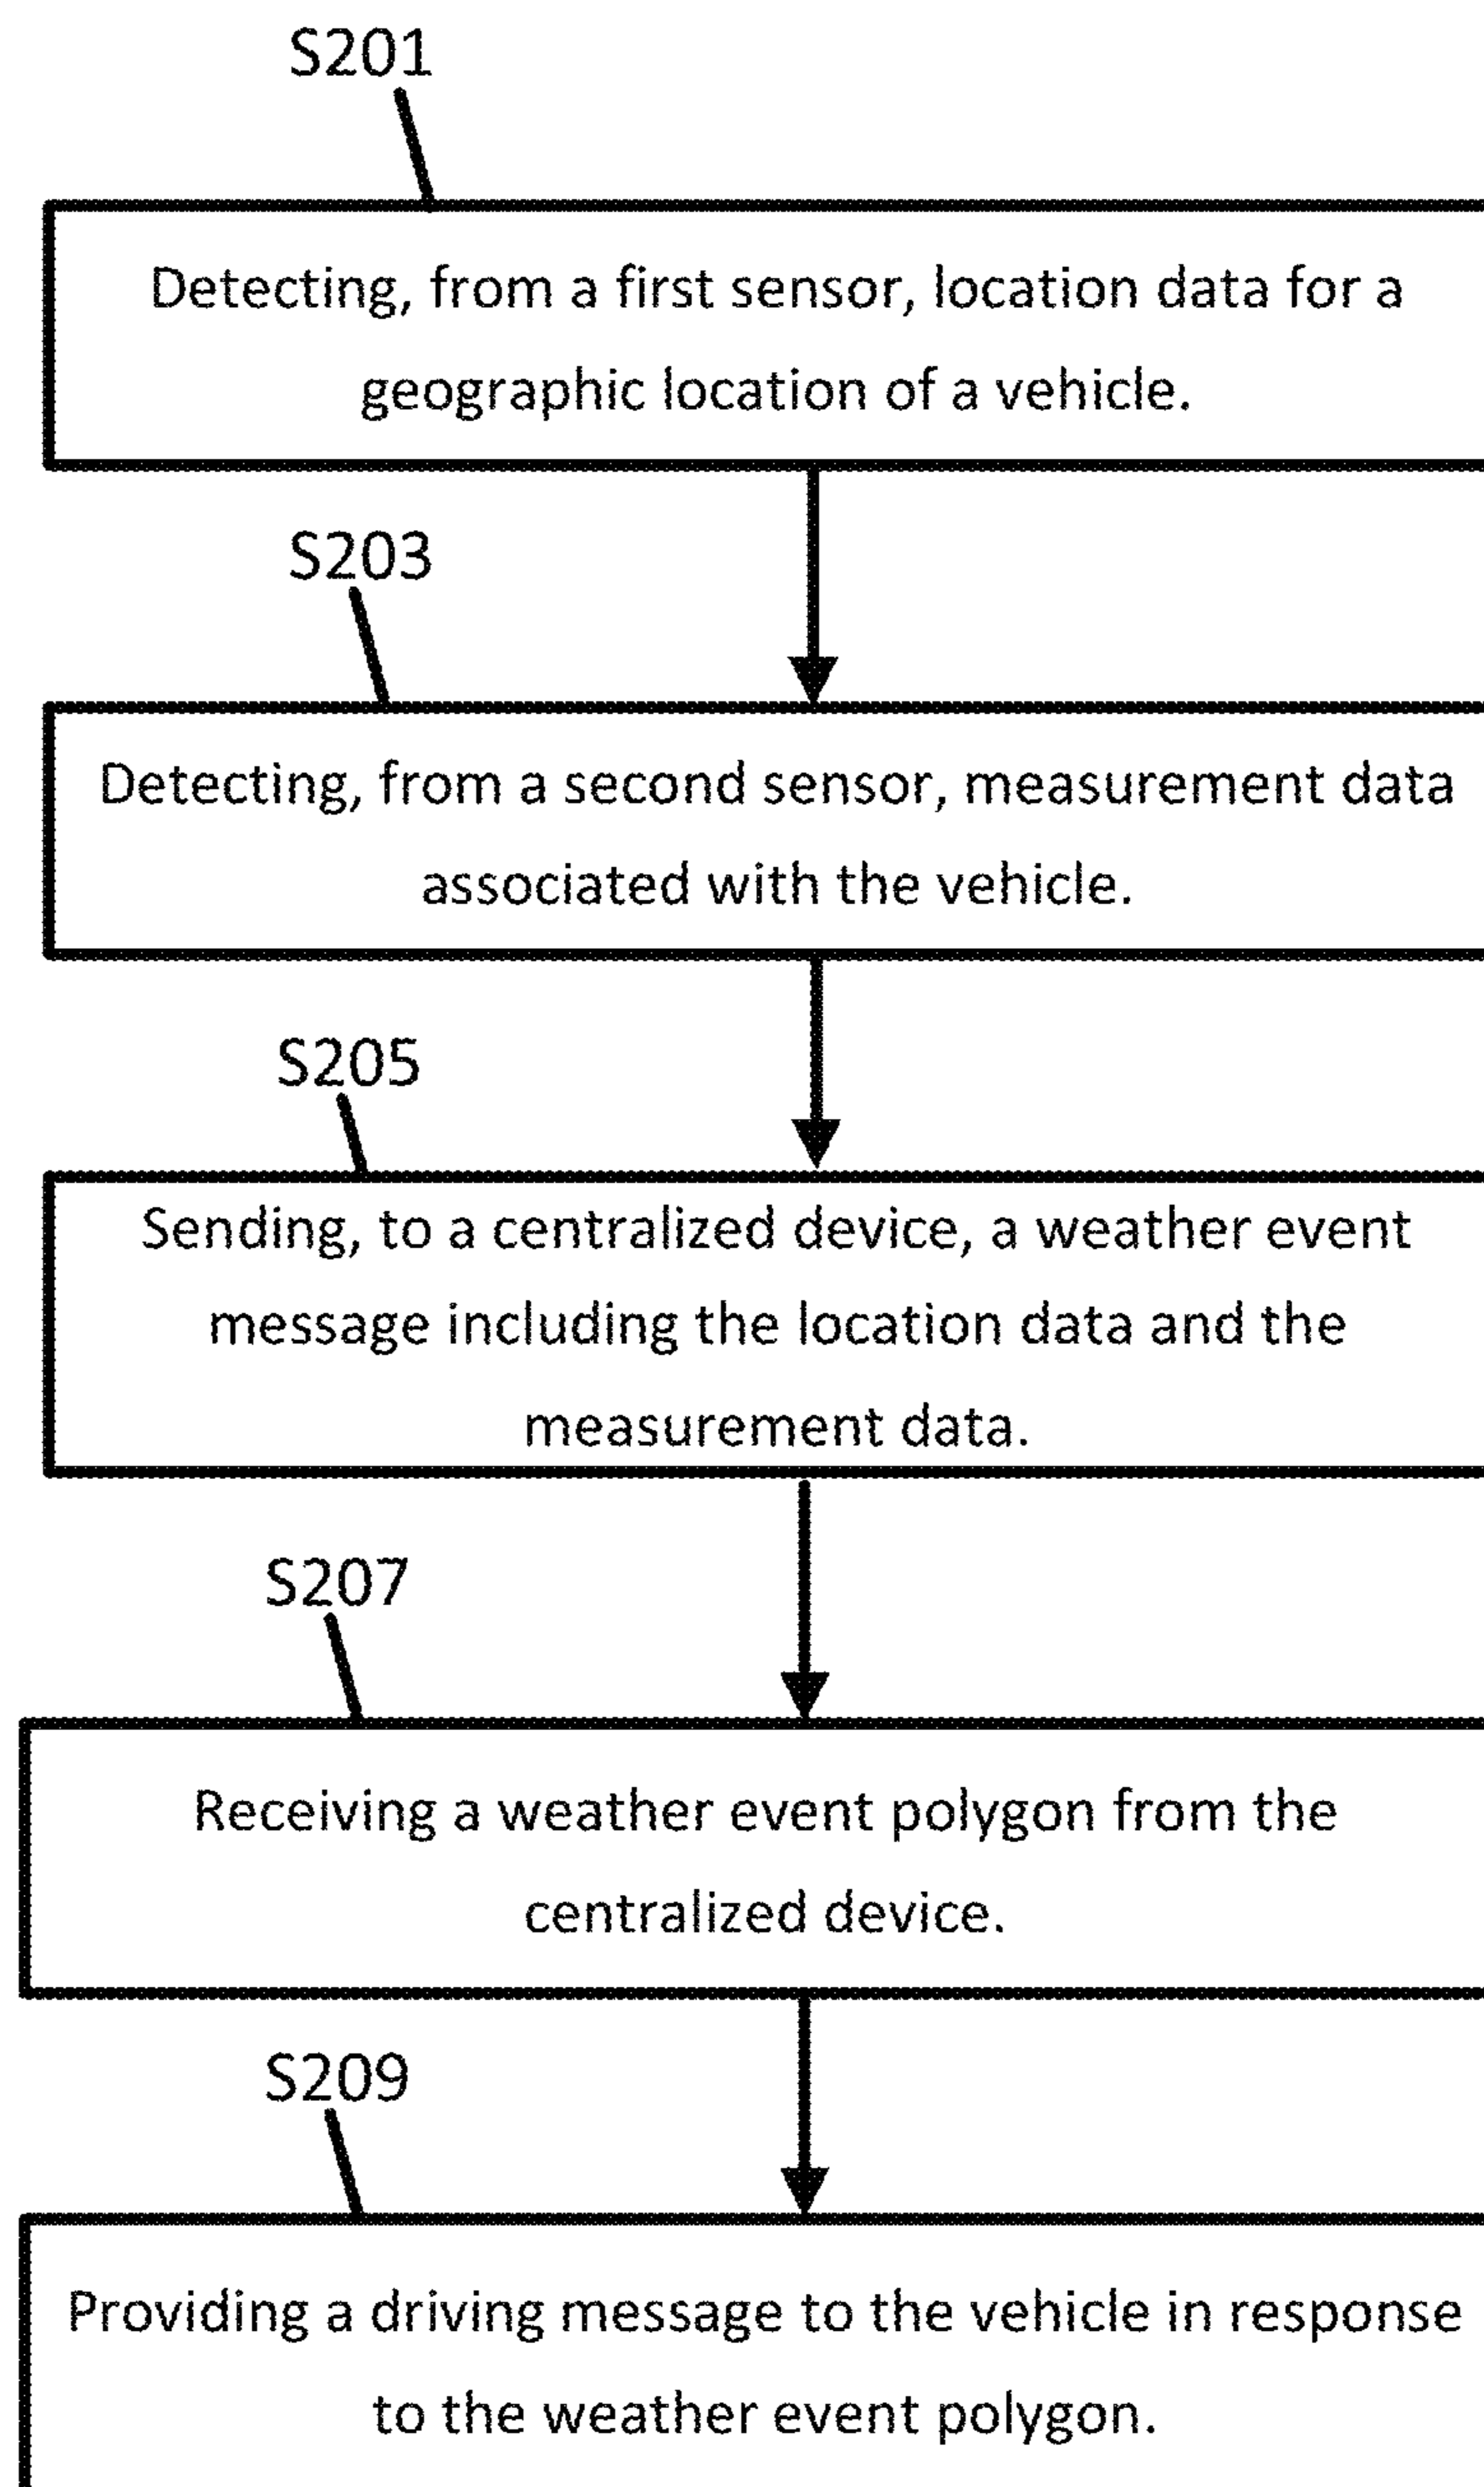 S201
Detecting, from a first sensor, location data for a
geographic location of a vehicle.
S203
Detecting, from a second sensor, measurement data
associated with the vehicle.
S205
Sending, to a centralized device, a weather event
message including the location data and the
measurement data.
S207
Receiving a weather event polygon from the
centralized device.
S209
Providing a driving message to the vehicle in response
to the weather event polygon.